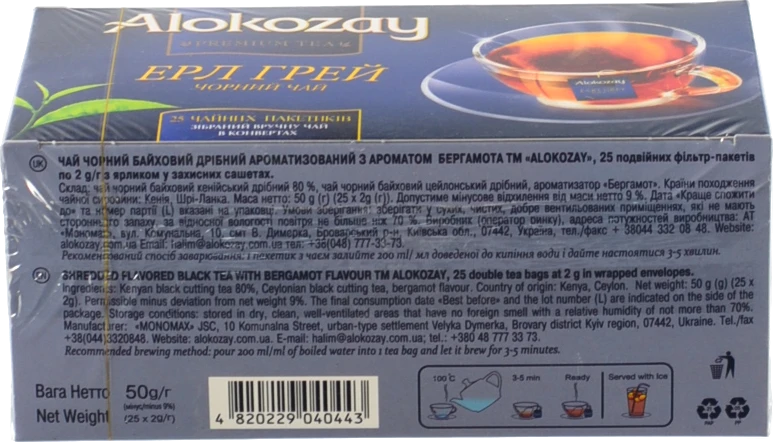 Alokozay
PREMIUM TEA
ЕРЛ ГРЕЙ
ЧОРНИЙ ЧАЙ
25 ЧАЙНИХ ПАКЕТИКІВ
ЗІБРАНИЙ ВРУЧНУ ЧАЙ
В КОНВЕРТАХ
Alokozay
UK ЧАЙ ЧОРНИЙ БАЙХОВИЙ ДРІБНИЙ АРОМАТИЗОВАНИЙ З АРОМАТОМ БЕРГАМОТА ТМ «ALOKOZAY», 25 подвійних фільтр-пакетів
по 2 g/г з ярликом у захисних сашетах.
Склад: чай чорний байховий кенійський дрібний 80 %, чай чорний байховий цейлонський дрібний, ароматизатор «Бергамот». Країни походження
чайної сировини: Кенія, Шрі-Ланка. Маса нетто: 50 g (г) (25 x 2g(г)). Допустиме мінусове відхилення від маси нетто 9 %. Дата «Краще спожити
до» та номер партії (L) вказані на упаковці. Умови зберігання: зберігати у сухих, чистих, добре вентильованих приміщеннях, які не мають
стороннього запаху, за відносної вологості повітря не більш ніж 70 %. Виробник (оператор ринку), адреса потужностей виробництва: АТ
«Мономах», вул. Комунальна, 10, смт В. Димерка, Броварський р-н, Київська обл., 07442, Україна, тел./факс + 38044 332 08 48. Website:
alokozay.com.ua Email: halim@alokozay.com.ua тел: +38(048) 777-33-73.
Рекомендований спосіб заварювання: 1 пакетик з чаєм залийте 200 ml/ мл доведеної до кипіння води і дайте настоятися 3-5 хвилин.
SHREDDED FLAVORED BLACK TEA WITH BERGAMOT FLAVOUR TM ALOKOZAY, 25 double tea bags at 2 g in wrapped envelopes.
Ingredients: Kenyan black cutting tea 80%, Ceylonian black cutting tea, bergamot flavour. Country of origin: Kenya, Ceylon. Net weight: 50 g (g) (25 x
2g). Permissible minus deviation from net weight 9%. The final consumption date «Best before» and the lot number (L) are indicated on the side of the
package. Storage conditions: stored in dry, clean, well-ventilated areas that have no foreign smell with a relative humidity of not more than 70%.
Manufacturer: «MONOMAX» JSC, 10 Komunalna Street, urban-type settlement Velyka Dymerka, Brovary district Kyiv region, 07442, Ukraine. Tel./fax
+38(044)3320848. Website: alokozay.com.ua. E-mail: halim@alokozay.com.ua, tel.: +380 48 777 33 73.
Recommended brewing method: pour 200 ml/ml of boiled water into 1 tea bag and let it brew for 3-5 minutes.
Вага Нетто 50g/г
(мінус/minus 9%)
Net Weight (25 x 2g/г)
4 820229 040443
100°C 3-5 min Ready Served with Ice